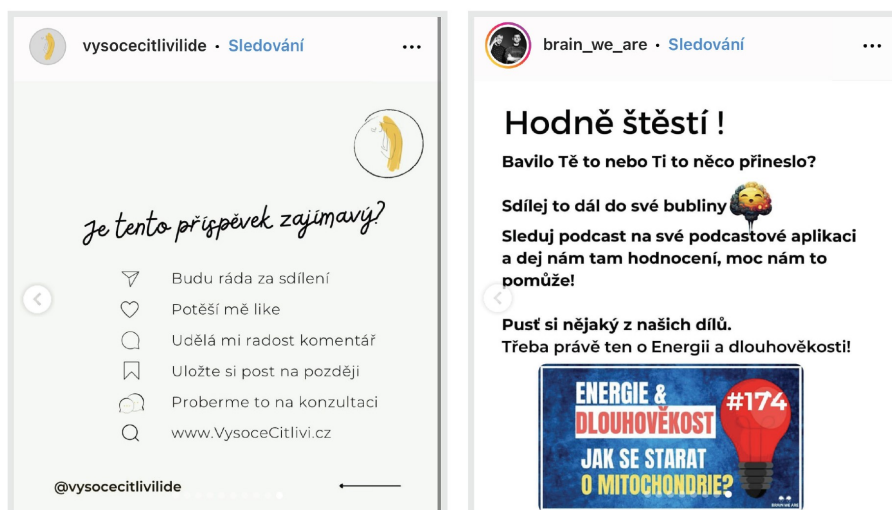 vysocecitlivilide • Sledování
Je tento příspěvek zajímavý?
Budu ráda za sdílení
Potěší mě like
Udělá mi radost komentář
Uložte si post na později
Proberme to na konzultaci
www.VysoceCitlivi.cz
@vysocecitlivilide
brain_we_are • Sledování
Hodně štěstí !
Bavilo Tě to nebo Ti to něco přineslo?
Sdílej to dál do své bubliny
Sleduj podcast na své podcastové aplikaci
a dej nám tam hodnocení, moc nám to
pomůže!
Pusť si nějaký z našich dílů.
Třeba právě ten o Energii a dlouhověkosti!
ENERGIE &
DLOUHOVĚKOST
#174
JAK SE STARAT
O MITOCHONDRIE?
BRAIN WE ARE